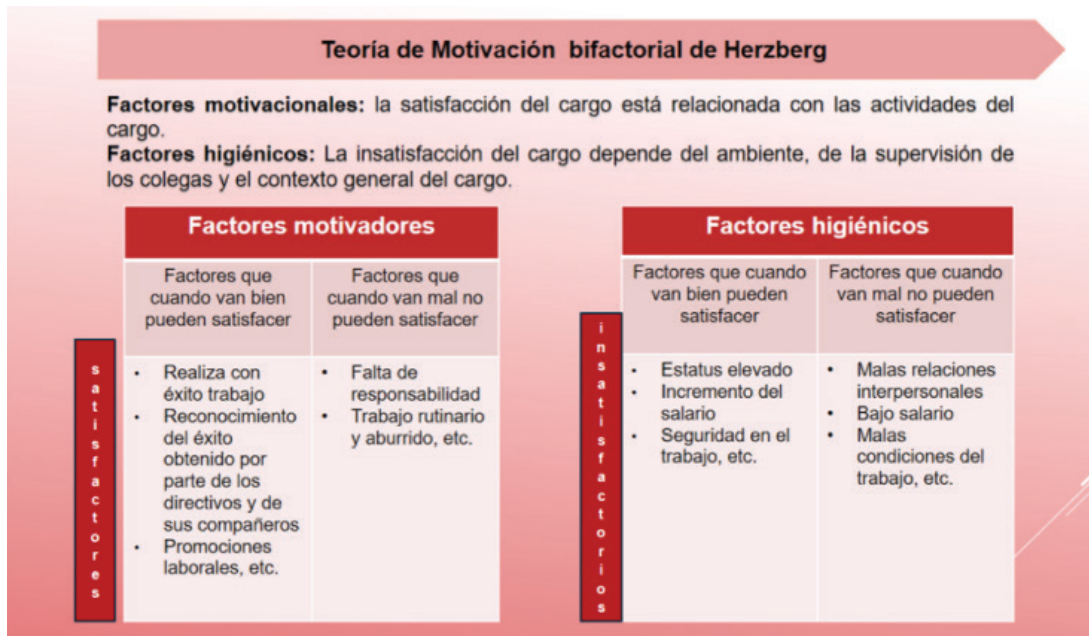 Teoría de Motivación bifactorial de Herzberg
Factores motivacionales: la satisfacción del cargo está relacionada con las actividades del
cargo.
Factores higiénicos: La insatisfacción del cargo depende del ambiente, de la supervisión de
los colegas y el contexto general del cargo.
satisfactores
Factores motivadores
Factores que
cuando van bien
pueden satisfacer
• Realiza con
éxito trabajo
• Reconocimiento
del éxito
obtenido por
parte de los
directivos y de
sus compañeros
• Promociones
laborales, etc.
Factores que
cuando van mal no
pueden satisfacer
• Falta de
responsabilidad
• Trabajo rutinario
y aburrido, etc.
insatisfactorios
Factores higiénicos
Factores que cuando
van bien pueden
satisfacer
• Estatus elevado
• Incremento del
salario
• Seguridad en el
trabajo, etc.
Factores que cuando
van mal no pueden
satisfacer
• Malas relaciones
interpersonales
• Bajo salario
• Malas
condiciones del
trabajo, etc.